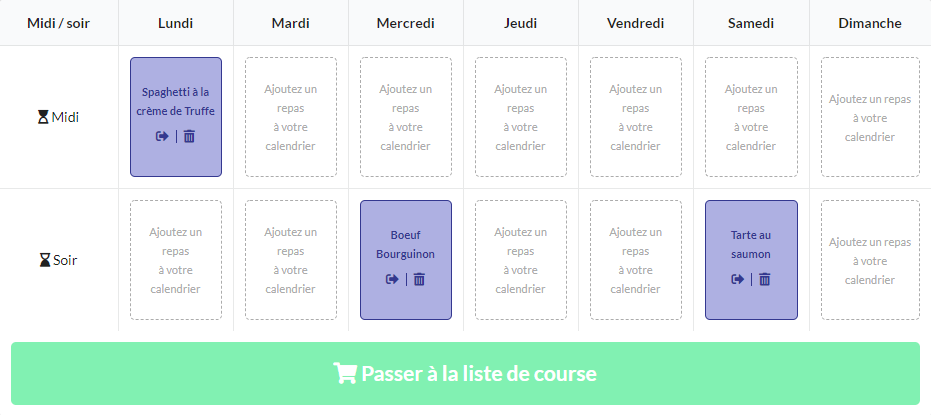 Midi / soir Lundi Mardi Mercredi Jeudi Vendredi Samedi Dimanche
Midi
Spaghetti à la
crème de Truffe
Ajoutez un
repas
à votre
calendrier
Ajoutez un
repas
à votre
calendrier
Ajoutez un
repas
à votre
calendrier
Ajoutez un
repas
à votre
calendrier
Ajoutez un
repas
à votre
calendrier
Ajoutez un repas
à votre
calendrier
Soir
Ajoutez un
repas
à votre
calendrier
Ajoutez un
repas
à votre
calendrier
Boeuf
Bourguinon
Ajoutez un
repas
à votre
calendrier
Ajoutez un
repas
à votre
calendrier
Tarte au
saumon
Ajoutez un repas
à votre
calendrier
Passer à la liste de course